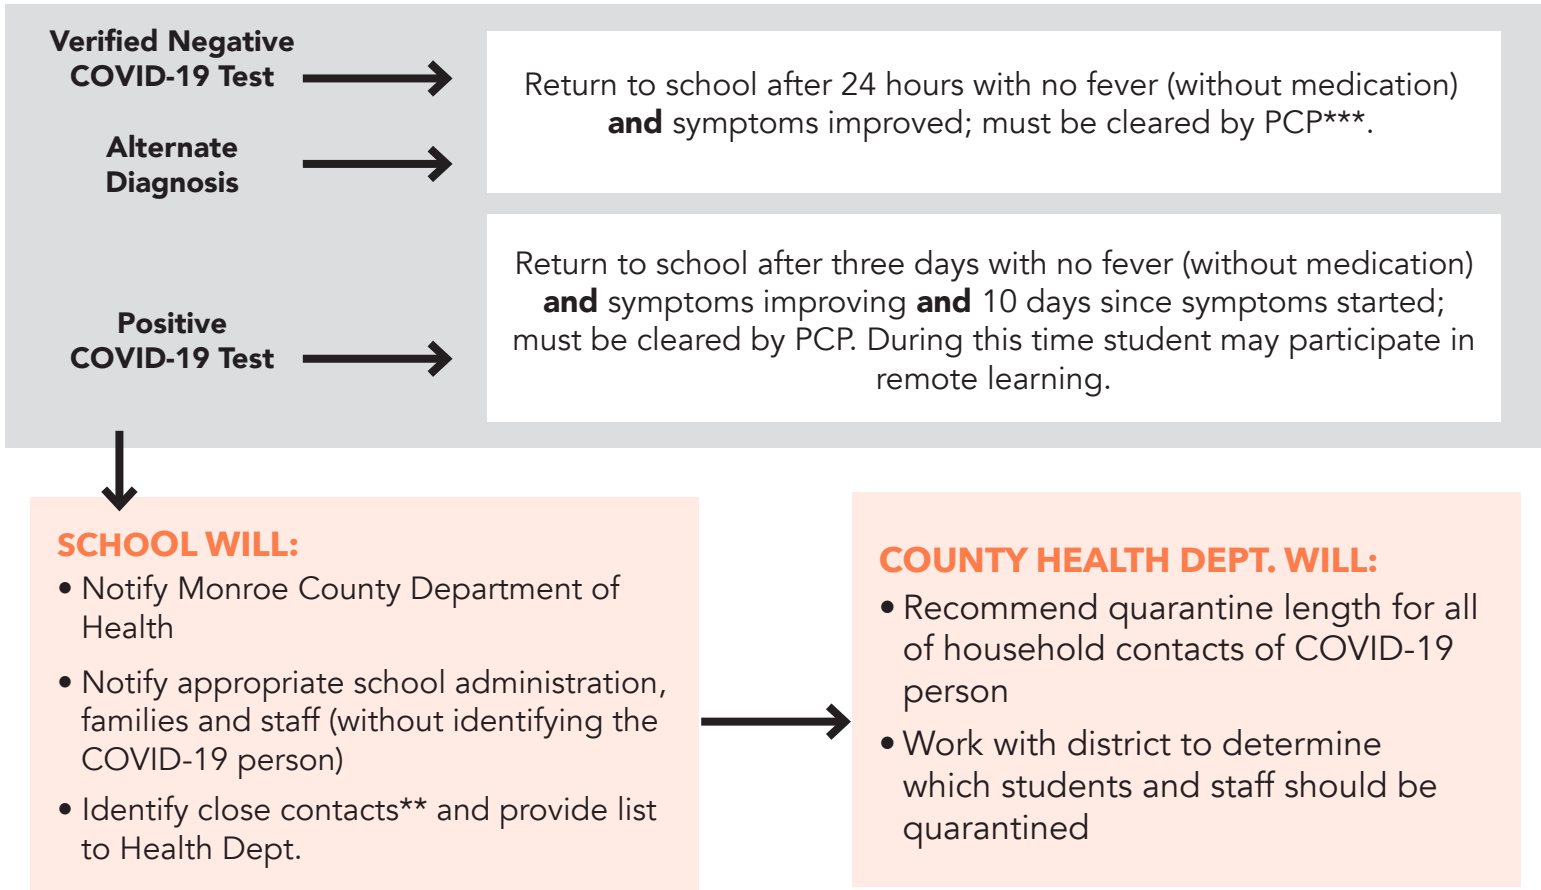 Verified Negative
COVID-19 Test
Return to school after 24 hours with no fever (without medication)
and symptoms improved; must be cleared by PCP***.
Alternate
Diagnosis
Positive
COVID-19 Test
Return to school after three days with no fever (without medication)
and symptoms improving and 10 days since symptoms started;
must be cleared by PCP. During this time student may participate in
remote learning.
SCHOOL WILL:
• Notify Monroe County Department of
Health
• Notify appropriate school administration,
families and staff (without identifying the
COVID-19 person)
• Identify close contacts** and provide list
to Health Dept.
COUNTY HEALTH DEPT. WILL:
• Recommend quarantine length for all
of household contacts of COVID-19
person
• Work with district to determine
which students and staff should be
quarantined